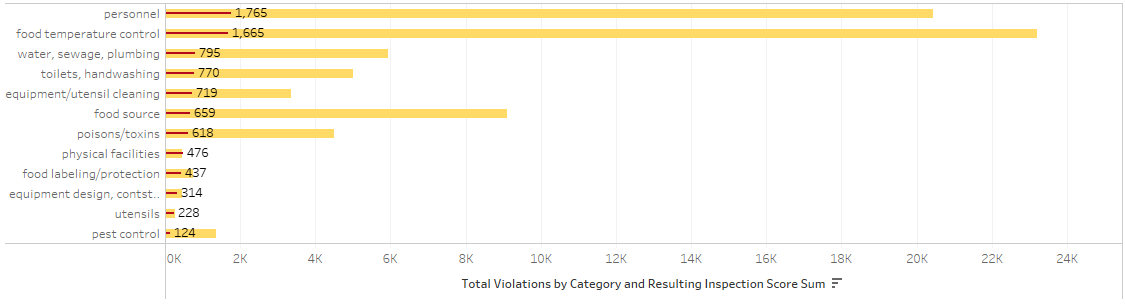 personnel 1,765
food temperature control 1,665
water, sewage, plumbing 795
toilets, handwashing 770
equipment/utensil cleaning 719
food source 659
poisons/toxins 618
physical facilities 476
food labeling/protection 437
equipment design, contst.. 314
utensils 228
pest control 124
0K 2K 4K 6K 8K 10K 12K 14K 16K 18K 20K 22K 24K
Total Violations by Category and Resulting Inspection Score Sum